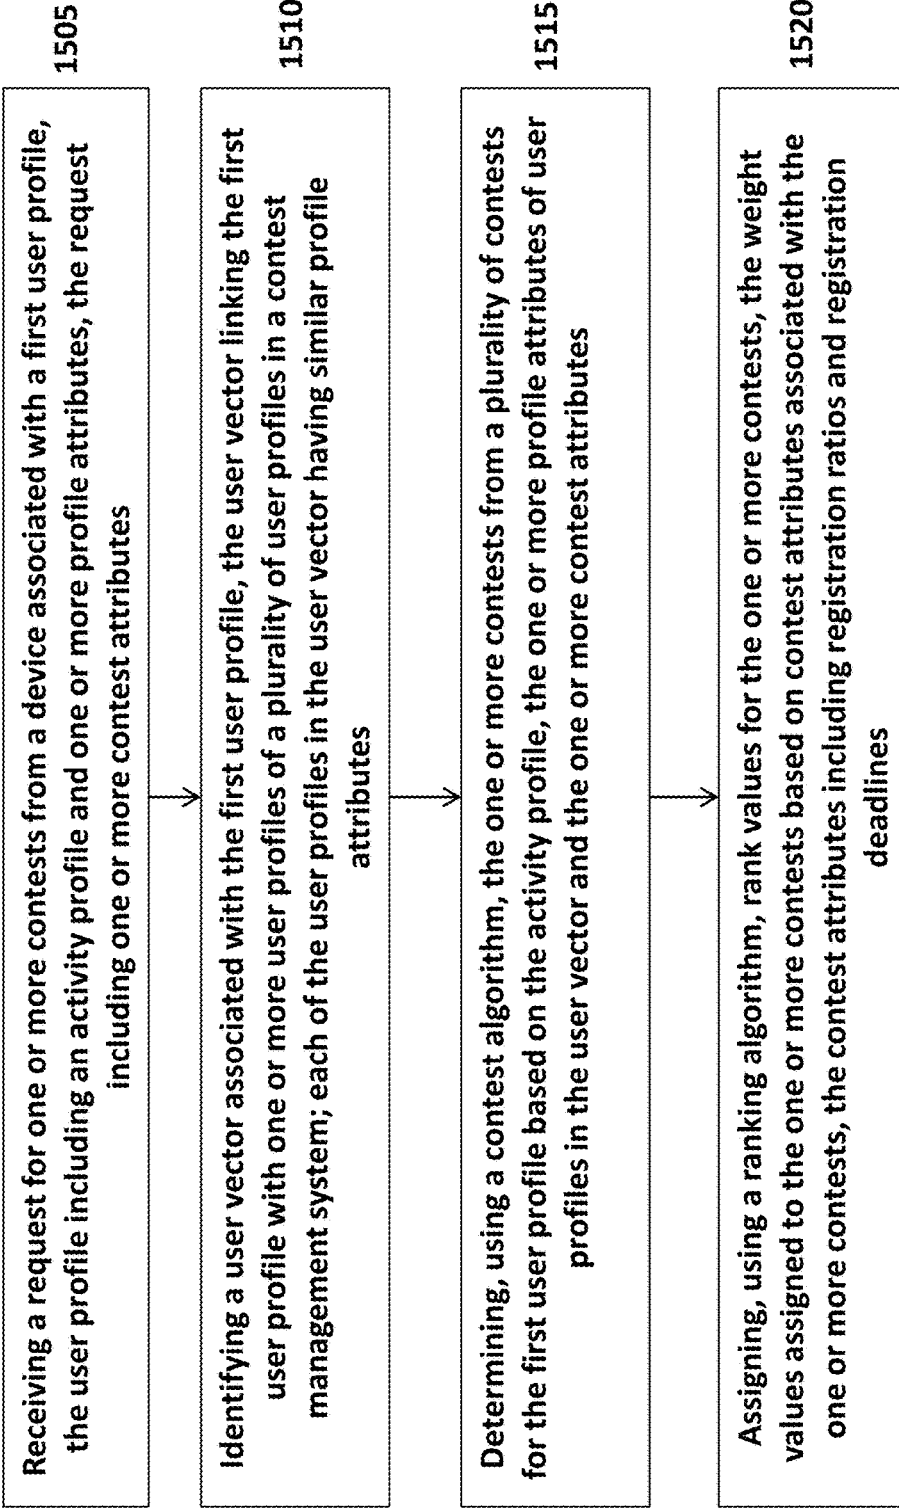 Receiving a request for one or more contests from a device associated with a first user profile,
the user profile including an activity profile and one or more profile attributes, the request
including one or more contest attributes
1505
Identifying a user vector associated with the first user profile, the user vector linking the first
user profile with one or more user profiles of a plurality of user profiles in a contest
management system; each of the user profiles in the user vector having similar profile
attributes
1510
Determining, using a contest algorithm, the one or more contests from a plurality of contests
for the first user profile based on the activity profile, the one or more profile attributes of user
profiles in the user vector and the one or more contest attributes
1515
Assigning, using a ranking algorithm, rank values for the one or more contests, the weight
values assigned to the one or more contests based on contest attributes associated with the
one or more contests, the contest attributes including registration ratios and registration
deadlines
1520